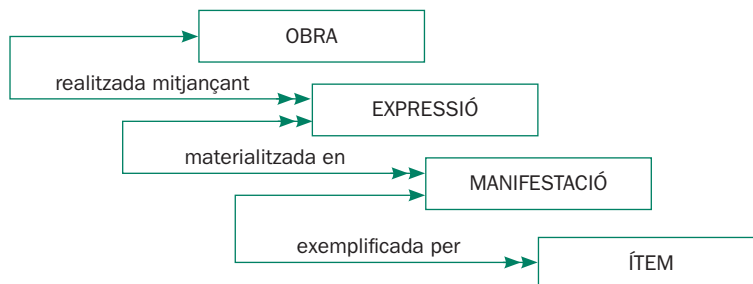 OBRA
realitzada mitjançant
EXPRESSIÓ
materialitzada en
MANIFESTACIÓ
exemplificada per
ÍTEM